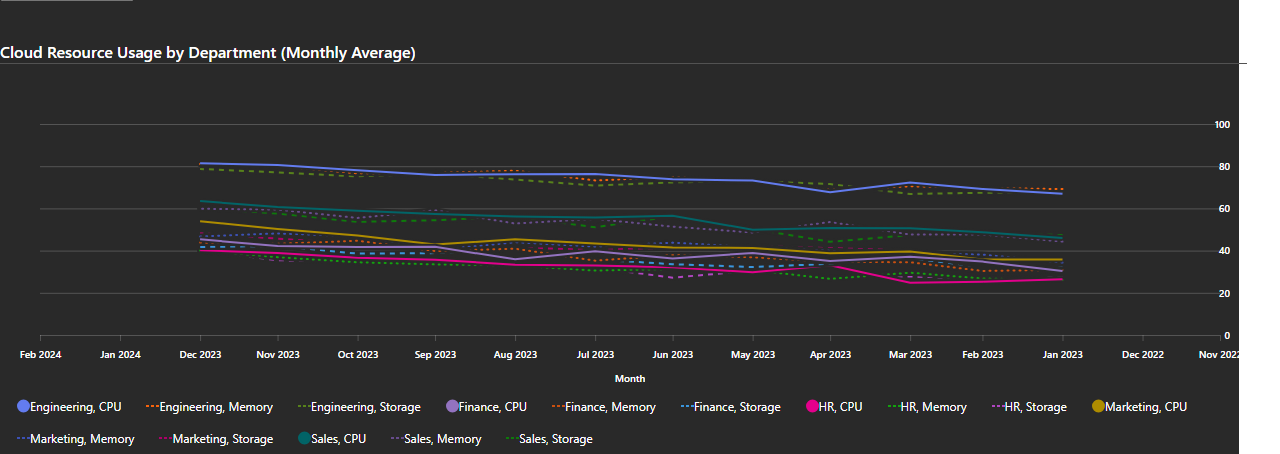 Cloud Resource Usage by Department (Monthly Average)
100
80
60
40
20
0
Feb 2024 Jan 2024 Dec 2023 Nov 2023 Oct 2023 Sep 2023 Aug 2023 Jul 2023 Jun 2023 May 2023 Apr 2023 Mar 2023 Feb 2023 Jan 2023 Dec 2022 Nov 2022
Month
Engineering, CPU Engineering, Memory Engineering, Storage Finance, CPU Finance, Memory Finance, Storage HR, CPU HR, Memory HR, Storage Marketing, CPU
Marketing, Memory Marketing, Storage Sales, CPU Sales, Memory Sales, Storage